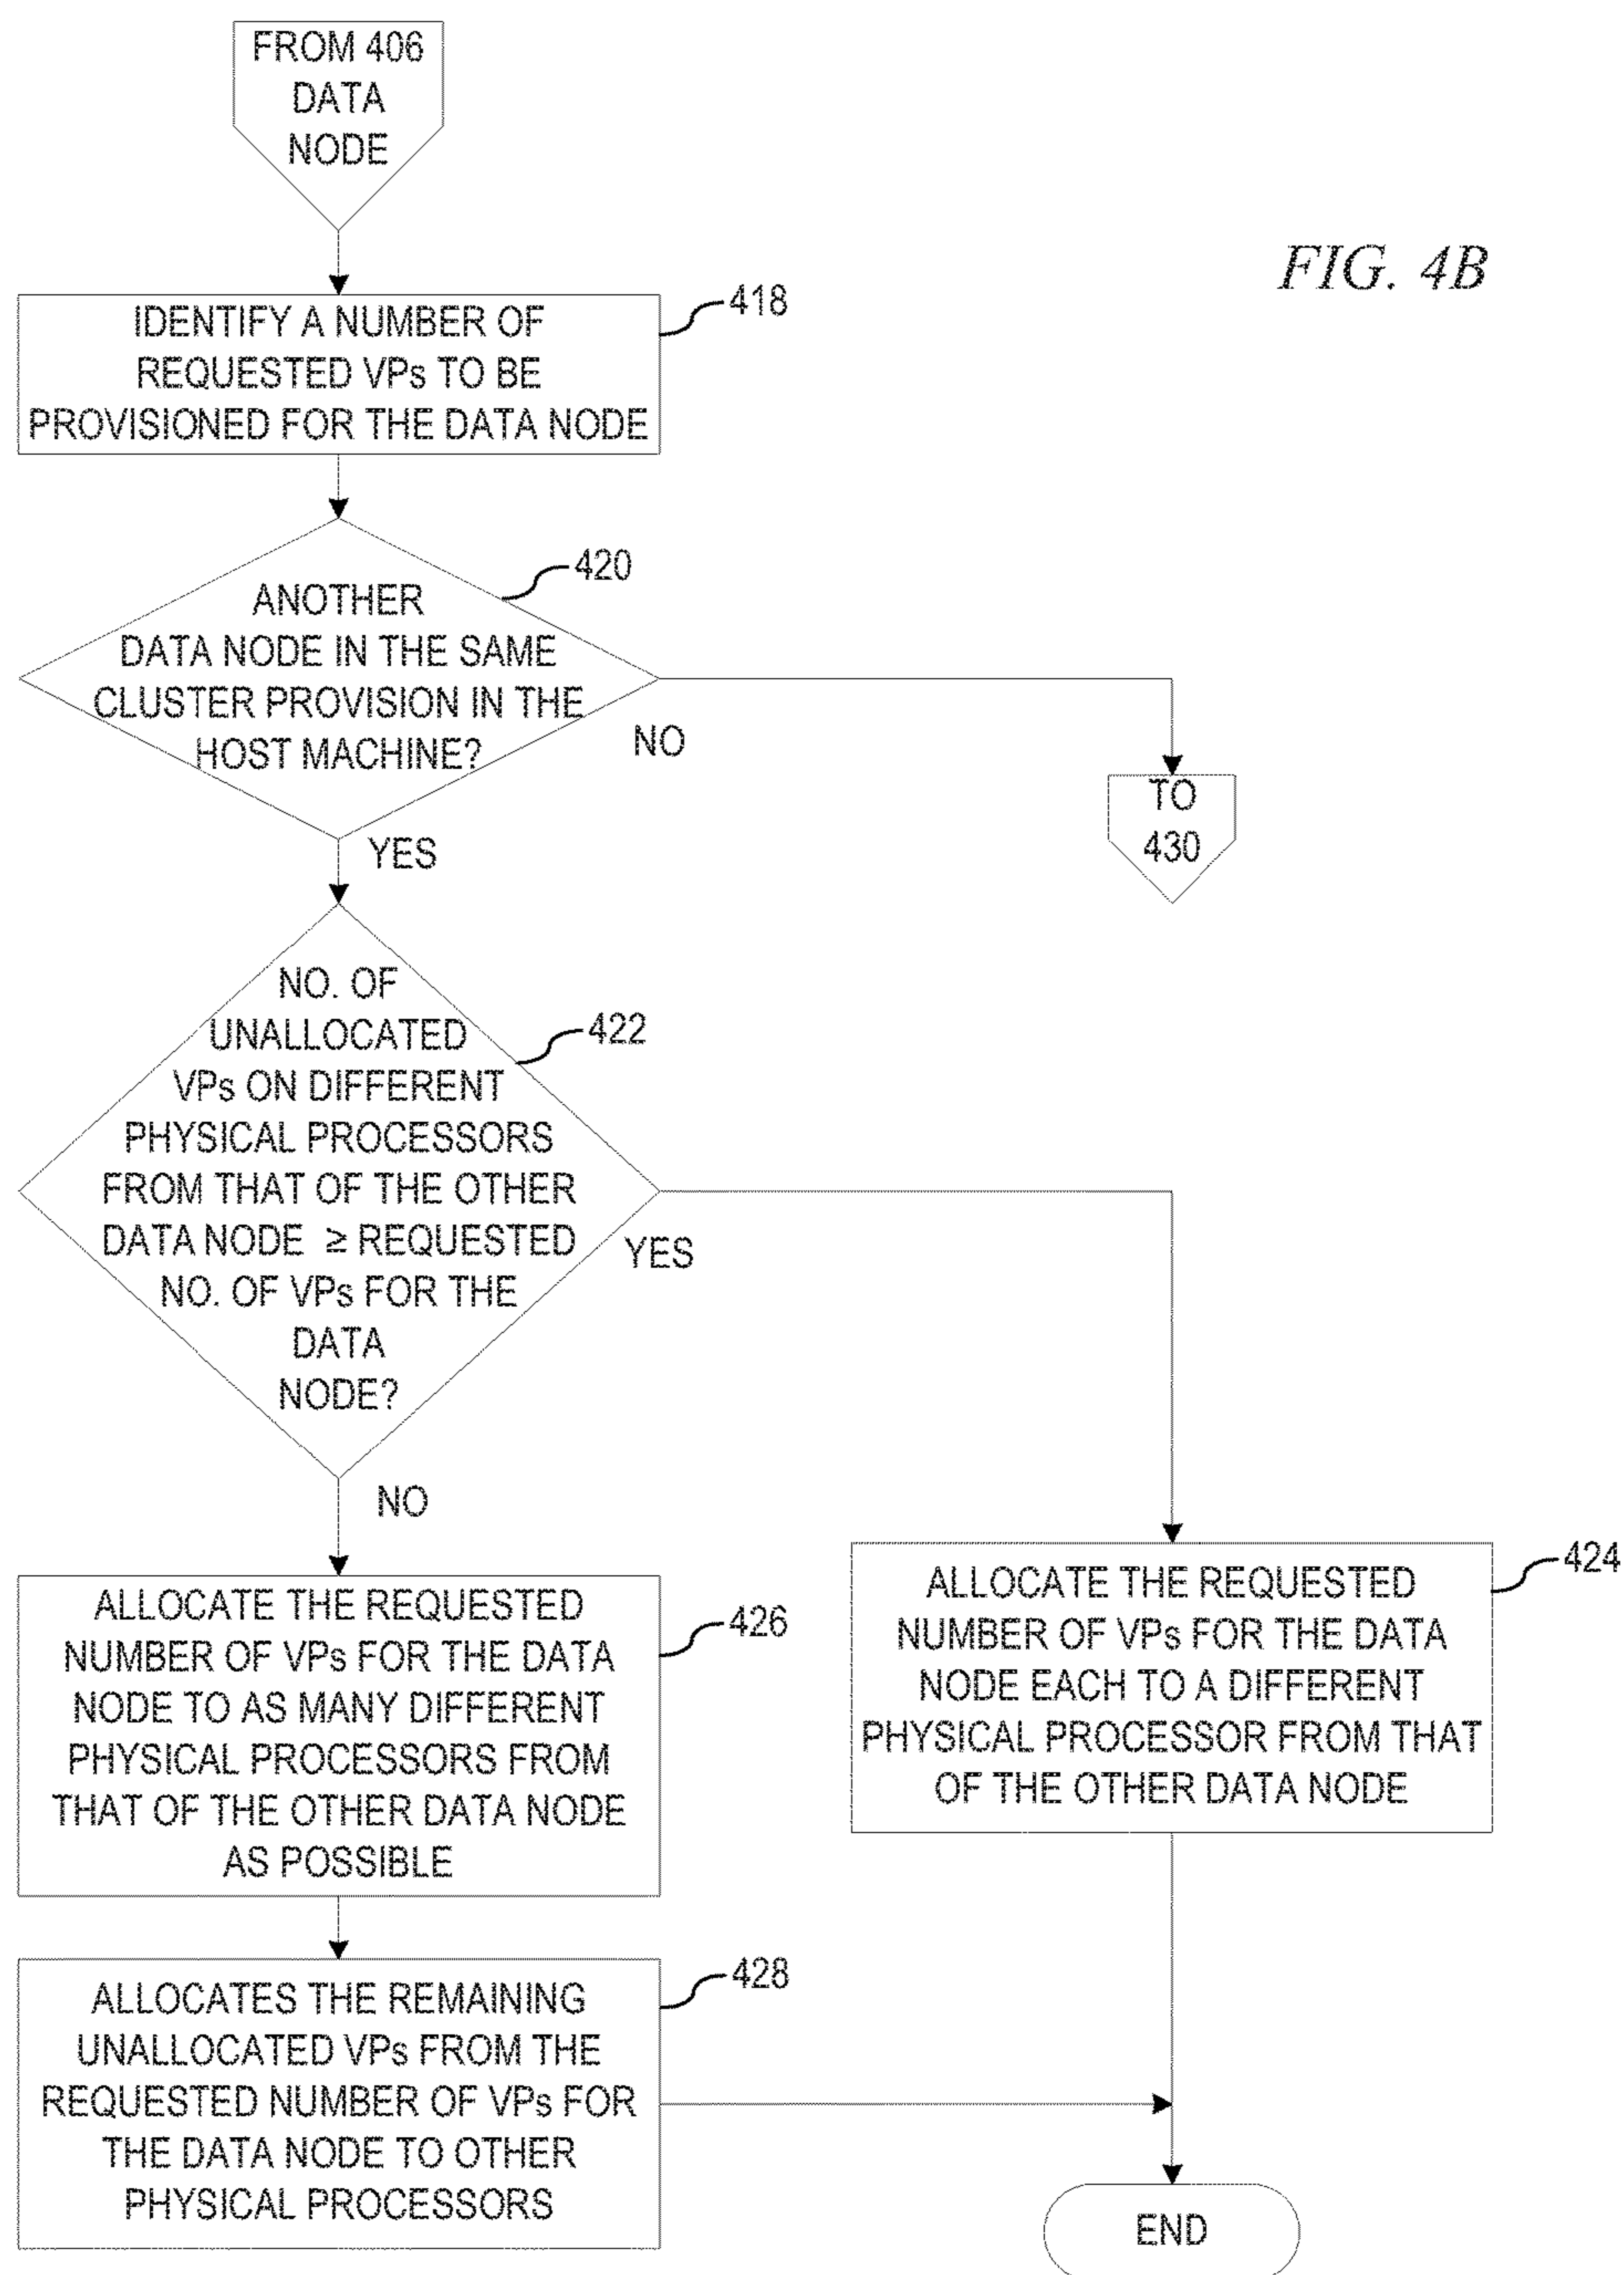 FROM 406
DATA
NODE
FIG. 4B
418
IDENTIFY A NUMBER OF
REQUESTED VPs TO BE
PROVISIONED FOR THE DATA NODE
420
ANOTHER
DATA NODE IN THE SAME
CLUSTER PROVISION IN THE
HOST MACHINE?
NO
TO
430
YES
NO. OF
UNALLOCATED
VPs ON DIFFERENT
PHYSICAL PROCESSORS
FROM THAT OF THE OTHER
DATA NODE ≥ REQUESTED
NO. OF VPs FOR THE
DATA
NODE?
422
YES
NO
424
ALLOCATE THE REQUESTED
NUMBER OF VPs FOR THE DATA
NODE EACH TO A DIFFERENT
PHYSICAL PROCESSOR FROM THAT
OF THE OTHER DATA NODE
426
ALLOCATE THE REQUESTED
NUMBER OF VPs FOR THE DATA
NODE TO AS MANY DIFFERENT
PHYSICAL PROCESSORS FROM
THAT OF THE OTHER DATA NODE
AS POSSIBLE
428
ALLOCATES THE REMAINING
UNALLOCATED VPs FROM THE
REQUESTED NUMBER OF VPs FOR
THE DATA NODE TO OTHER
PHYSICAL PROCESSORS
END